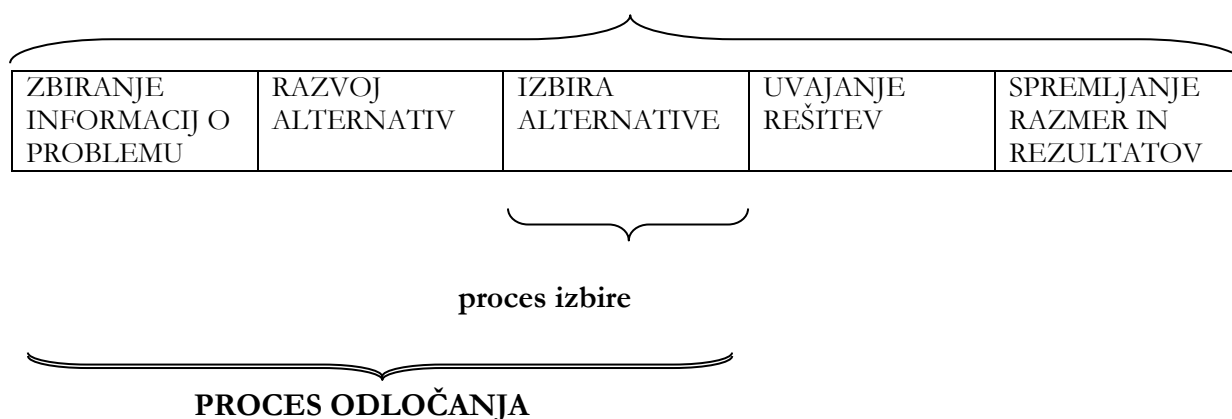 ZBIRANJE
INFORMACIJ O
PROBLEMU
RAZVOJ
ALTERNATIV
IZBIRA
ALTERNATIVE
UVAJANJE
REŠITEV
SPREMLJANJE
RAZMER IN
REZULTATOV
proces izbire
PROCES ODLOČANJA